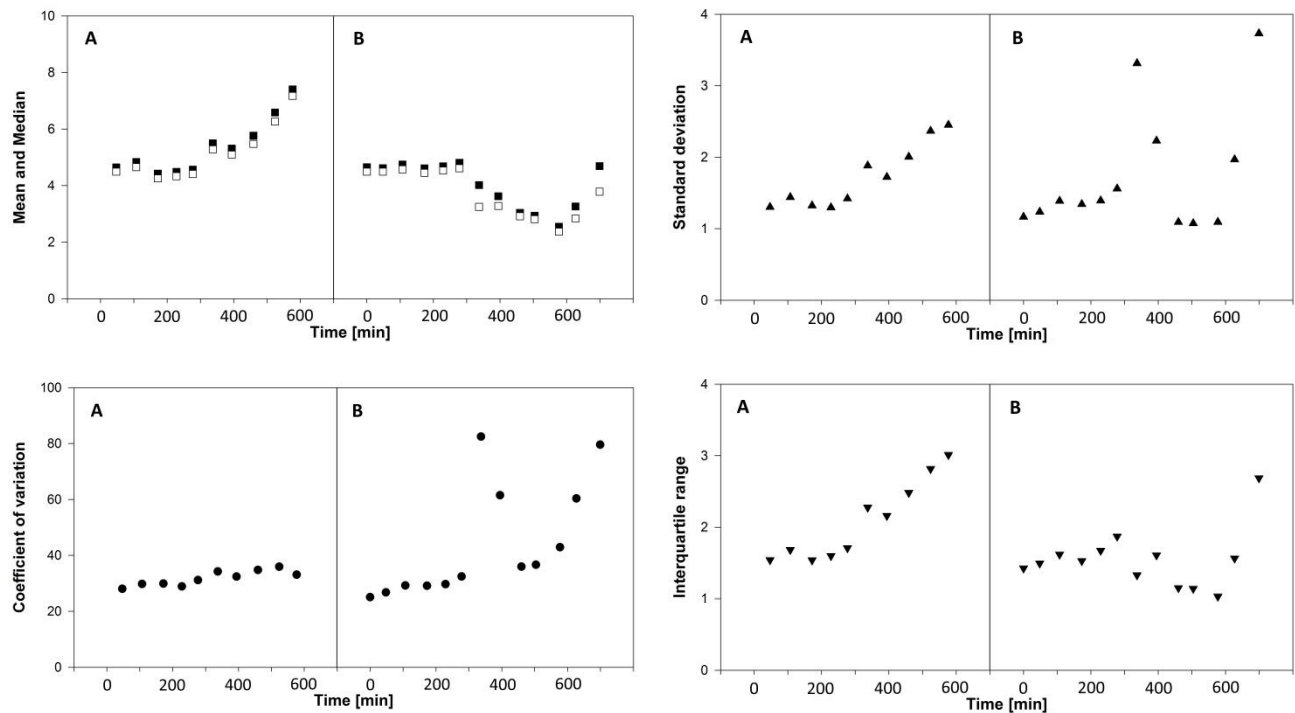 Mean and Median
10
8
6
4
2
0
A
B
0 200 400 600 0 200 400 600
Time [min]
Standard deviation
4
3
2
1
0
A
B
0 200 400 600 0 200 400 600
Time [min]
Coefficient of variation
100
80
60
40
20
0
A
B
0 200 400 600 0 200 400 600
Time [min]
Interquartile range
4
3
2
1
0
A
B
0 200 400 600 0 200 400 600
Time [min]